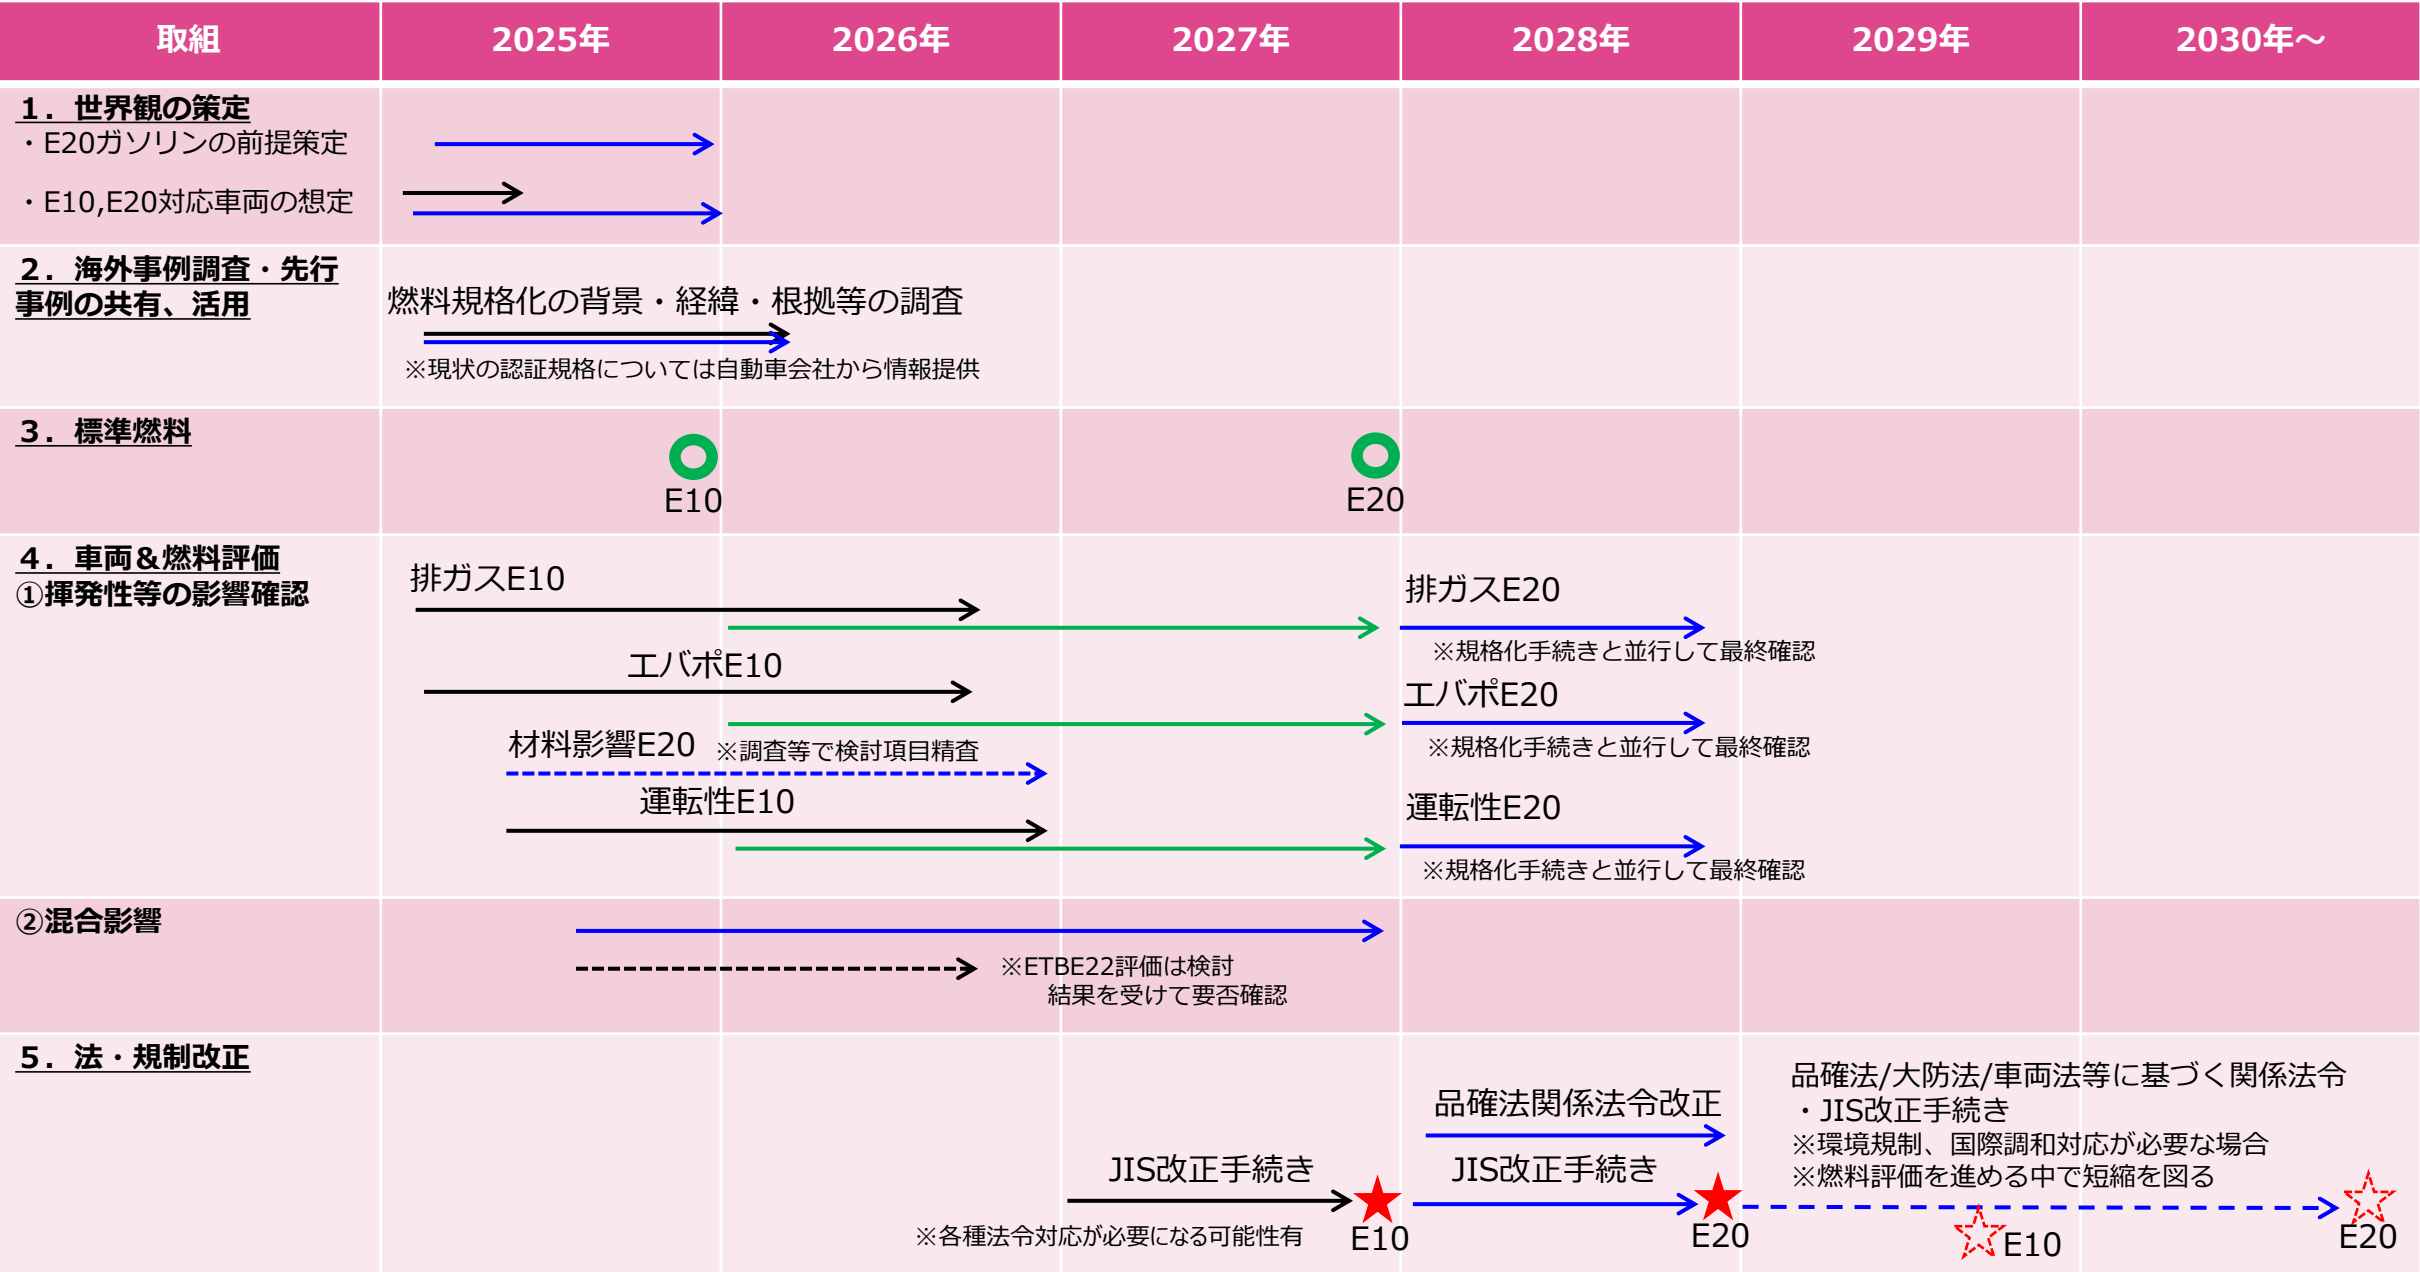 取組
2025年
2026年
2027年
2028年
2029年
2030年～
１．世界観の策定
・E20ガソリンの前提策定
・E10,E20対応車両の想定
２．海外事例調査・先行
事例の共有、活用
燃料規格化の背景・経緯・根拠等の調査
※現状の認証規格については自動車会社から情報提供
３．標準燃料
E10
E20
４．車両＆燃料評価
①揮発性等の影響確認
排ガスE10
排ガスE20
※規格化手続きと並行して最終確認
エバポE10
エバポE20
※規格化手続きと並行して最終確認
材料影響E20
※調査等で検討項目精査
運転性E10
運転性E20
※規格化手続きと並行して最終確認
②混合影響
※ETBE22評価は検討
結果を受けて要否確認
５．法・規制改正
JIS改正手続き
※各種法令対応が必要になる可能性有
E10
品確法関係法令改正
JIS改正手続き
E20
品確法/大防法/車両法等に基づく関係法令
・JIS改正手続き
※環境規制、国際調和対応が必要な場合
※燃料評価を進める中で短縮を図る
E10
E20